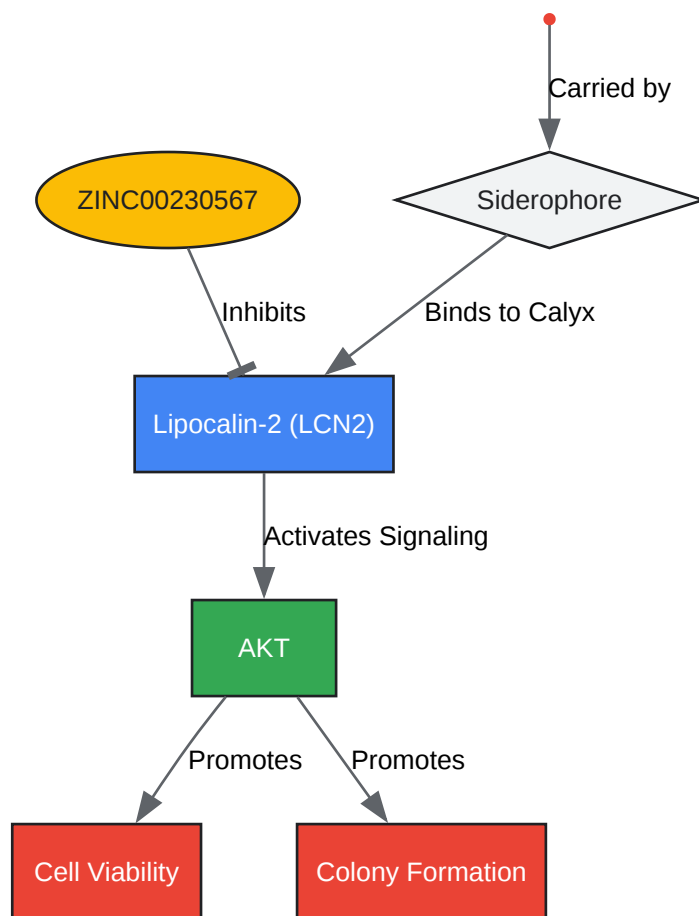 Carried by
ZINC00230567
Siderophore
Inhibits
Binds to Calyx
Lipocalin-2 (LCN2)
Activates Signaling
AKT
Promotes
Promotes
Cell Viability
Colony Formation